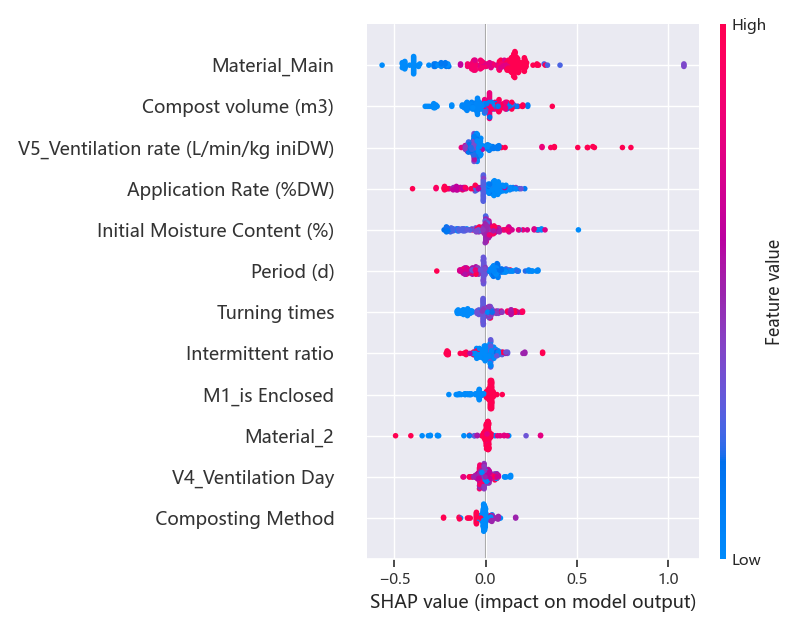 High
Material_Main
Compost volume (m3)
V5_Ventilation rate (L/min/kg iniDW)
Application Rate (%DW)
Initial Moisture Content (%)
Period (d)
Turning times
Intermittent ratio
M1_is Enclosed
Material_2
V4_Ventilation Day
Composting Method
Feature value
Low
−0.5 0.0 0.5 1.0
SHAP value (impact on model output)